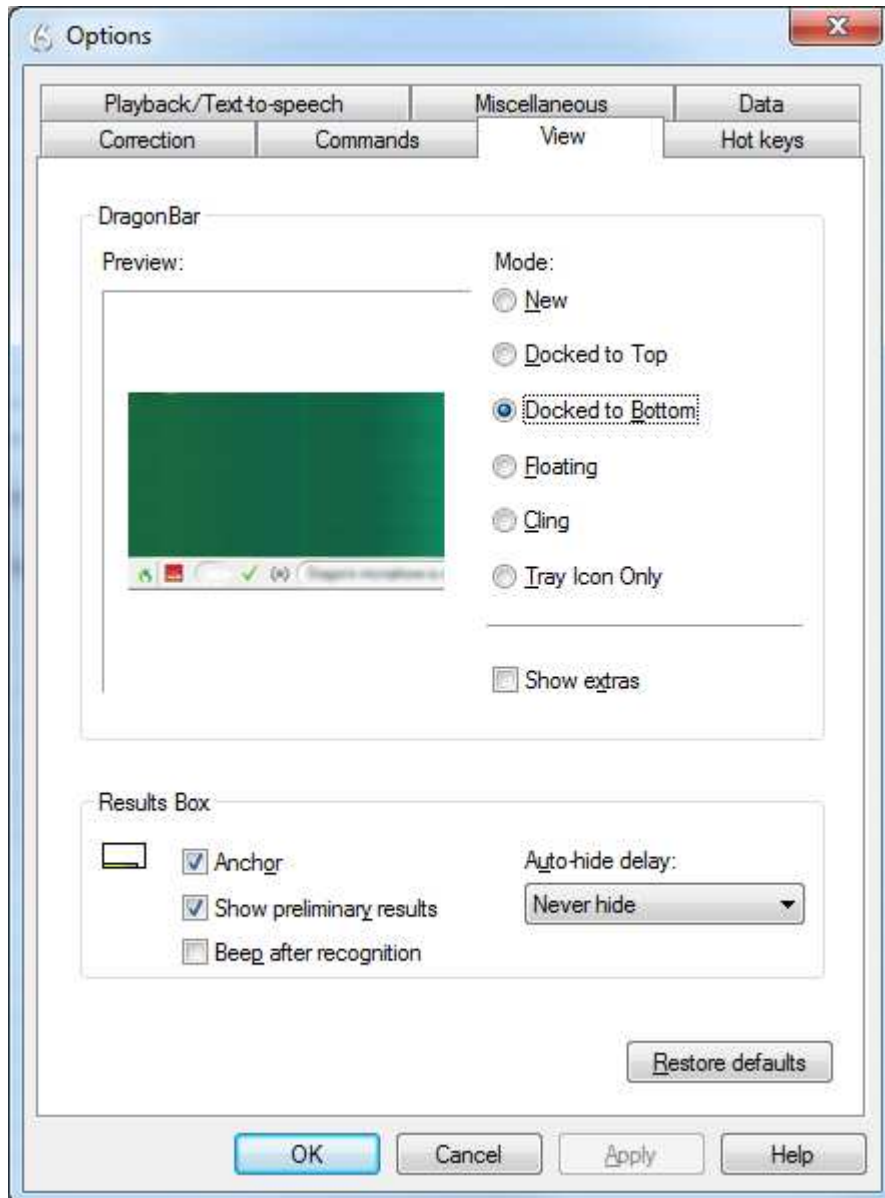 Options
Playback/Text-to-speech Miscellaneous Data
Correction Commands View Hot keys
DragonBar
Preview: Mode:
New
Docked to Top
Docked to Bottom
Floating
Cling
Tray Icon Only
Show extras
Results Box
Anchor Auto-hide delay:
Show preliminary results Never hide
Beep after recognition
Restore defaults
OK Cancel Apply Help